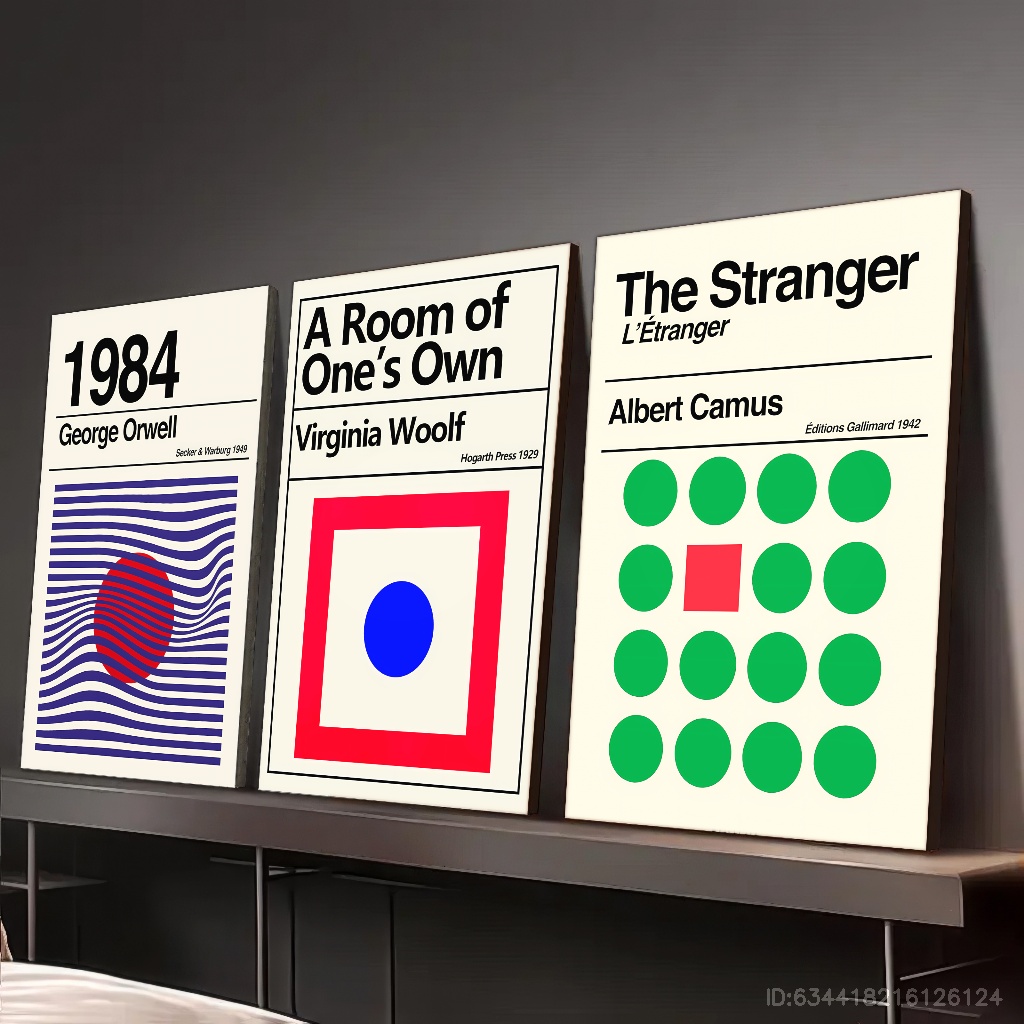 1984
George Orwell
Secker & Warburg 1949
A Room of
One's Own
Virginia Woolf
Hogarth Press 1929
The Stranger
L'Étranger
Albert Camus
Éditions Gallimard 1942
ID:634418216126124